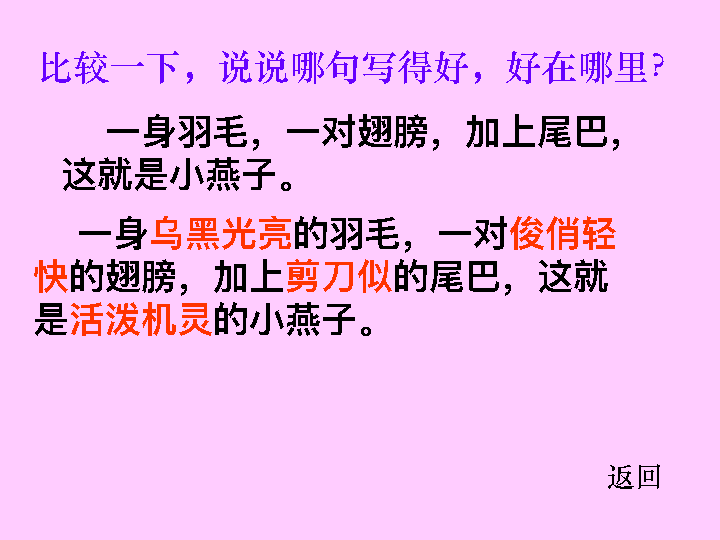 比较一下，说说哪句写得好，好在哪里?
一身羽毛，一对翅膀，加上尾巴，
这就是小燕子。
一身乌黑光亮的羽毛，一对俊俏轻
快的翅膀，加上剪刀似的尾巴，这就
是活泼机灵的小燕子。
返回